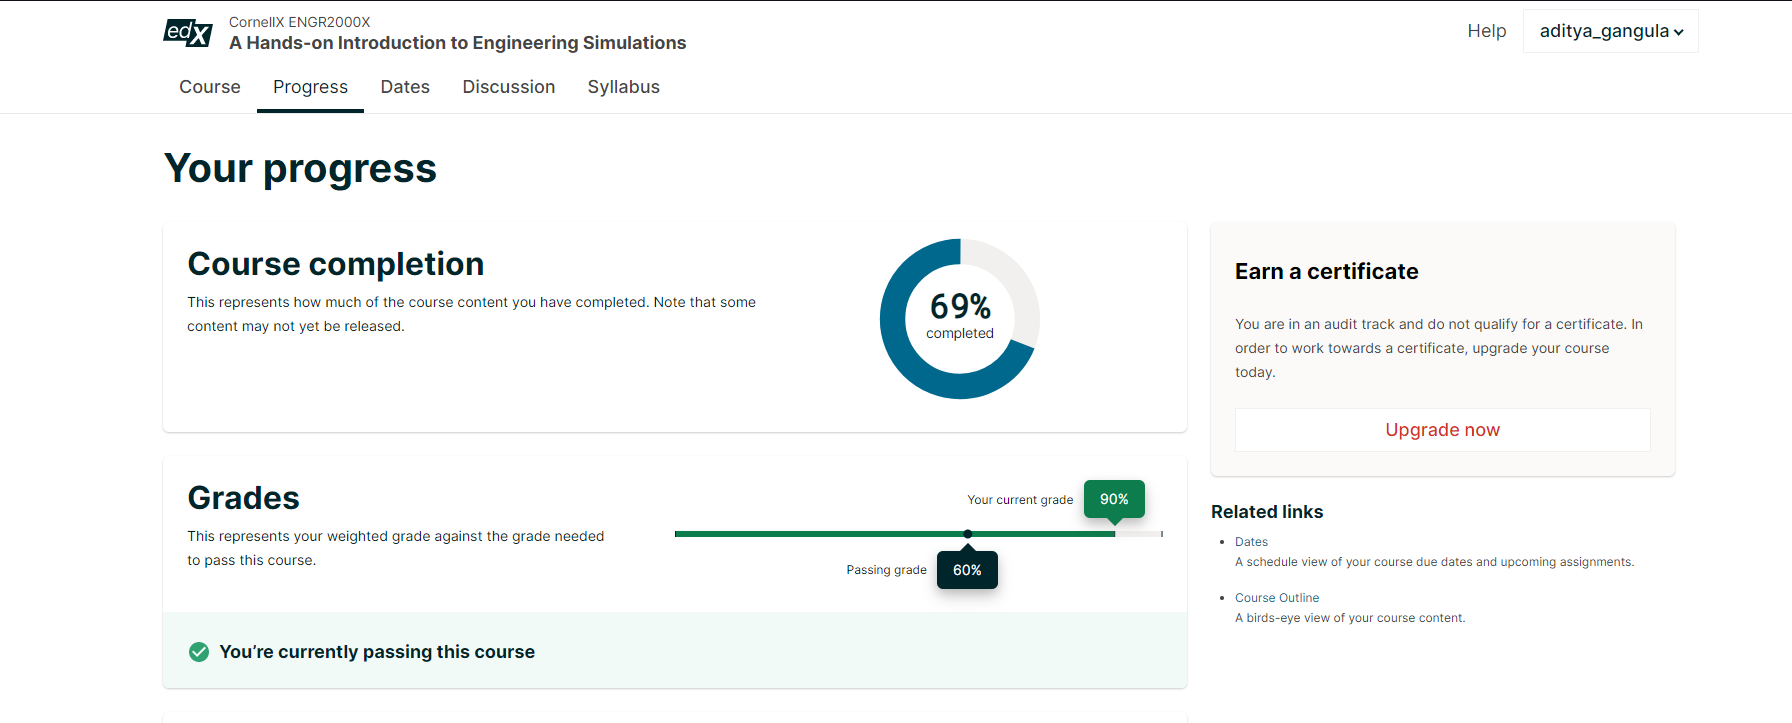 edX
CornellX ENGR2000X
A Hands-on Introduction to Engineering Simulations
Help
aditya_gangula
Course
Progress
Dates
Discussion
Syllabus
Your progress
Course completion
This represents how much of the course content you have completed. Note that some
content may not yet be released.
69%
completed
Earn a certificate
You are in an audit track and do not qualify for a certificate. In
order to work towards a certificate, upgrade your course
today.
Upgrade now
Grades
This represents your weighted grade against the grade needed
to pass this course.
Your current grade
90%
Passing grade
60%
You’re currently passing this course
Related links
Dates
A schedule view of your course due dates and upcoming assignments.
Course Outline
A birds-eye view of your course content.